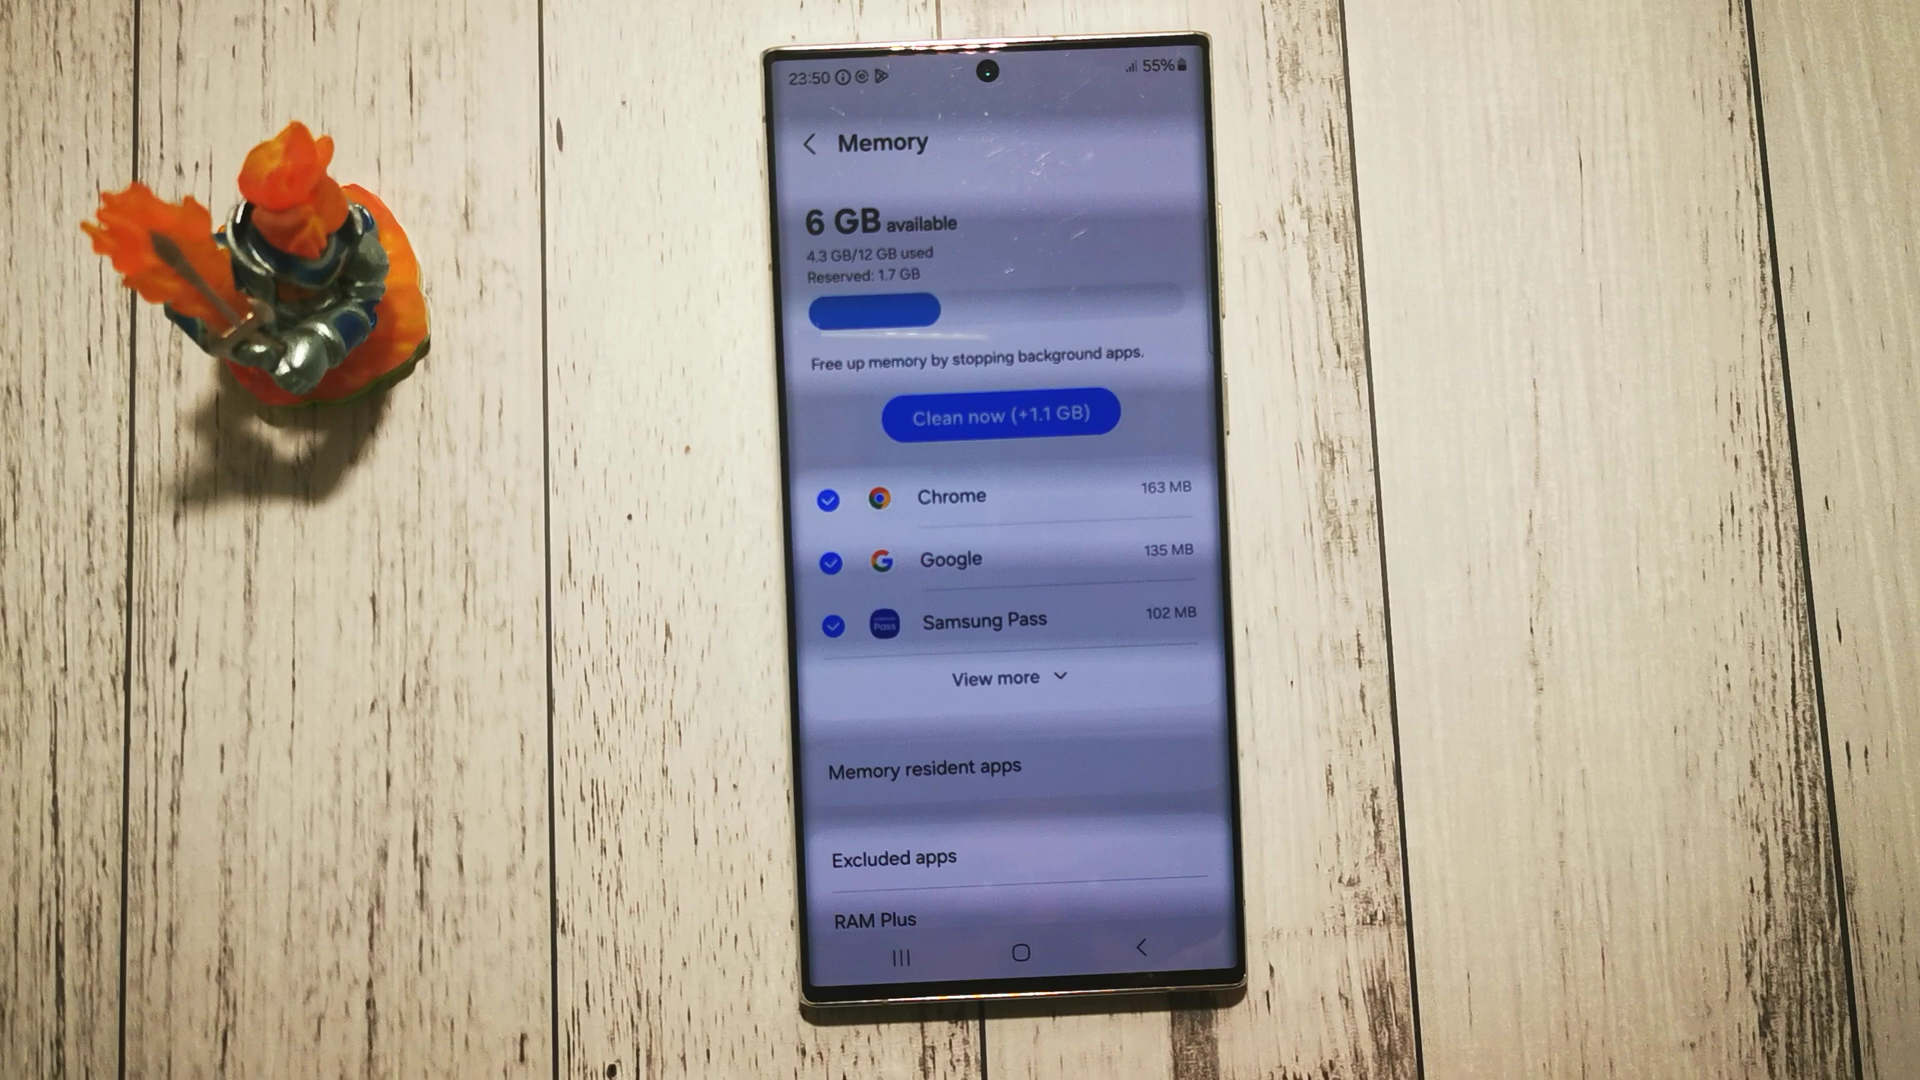 23:50 55%
Memory
6 GB available
4.3 GB/12 GB used
Reserved: 1.7 GB
Free up memory by stopping background apps.
Clean now (+1.1 GB)
Chrome 163 MB
Google 135 MB
Pass Samsung Pass 102 MB
View more
Memory resident apps
Excluded apps
RAM Plus